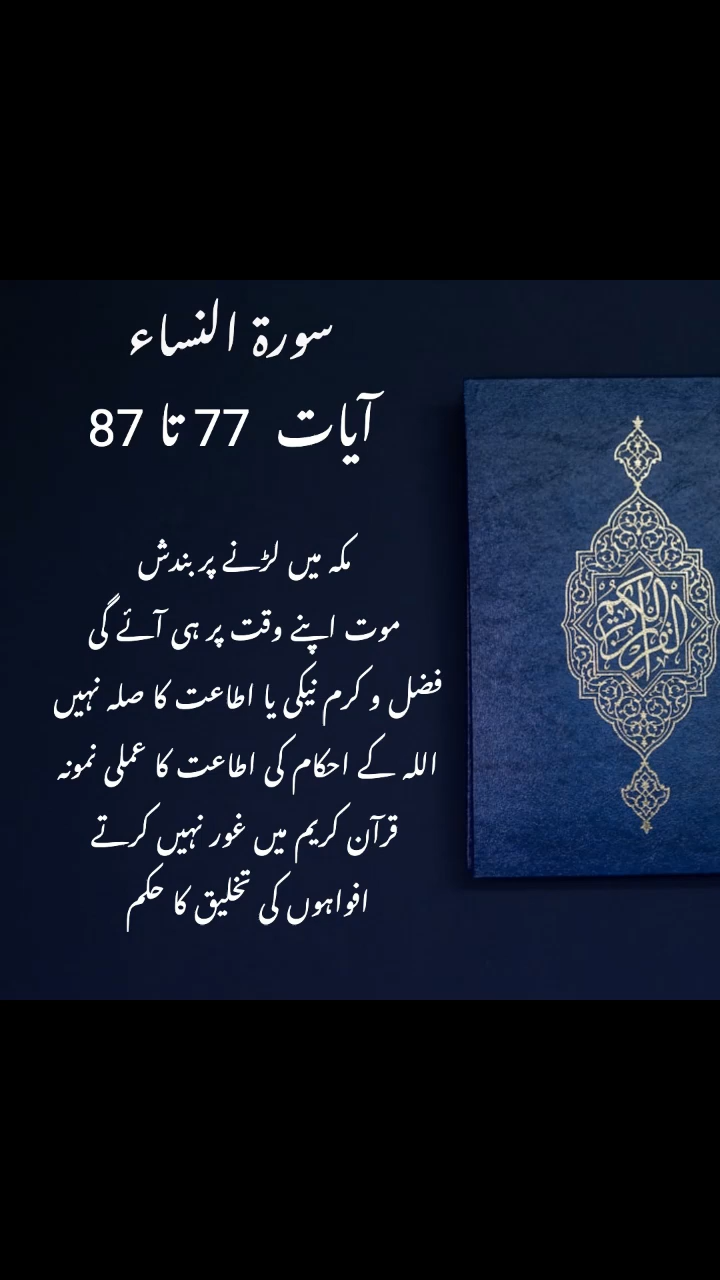 سورۃ النساء
آیات 77 تا 87
مکہ میں لڑنے پر بندش
موت اپنے وقت پر ہی آئے گی
فضل و کرم نیکی یا اطاعت کا صلہ نہیں
اللہ کے احکام کی اطاعت کا عملی نمونہ
قرآن کریم میں غور نہیں کرتے
افواہوں کی تخلیق کا حکم
القرآن الكريم